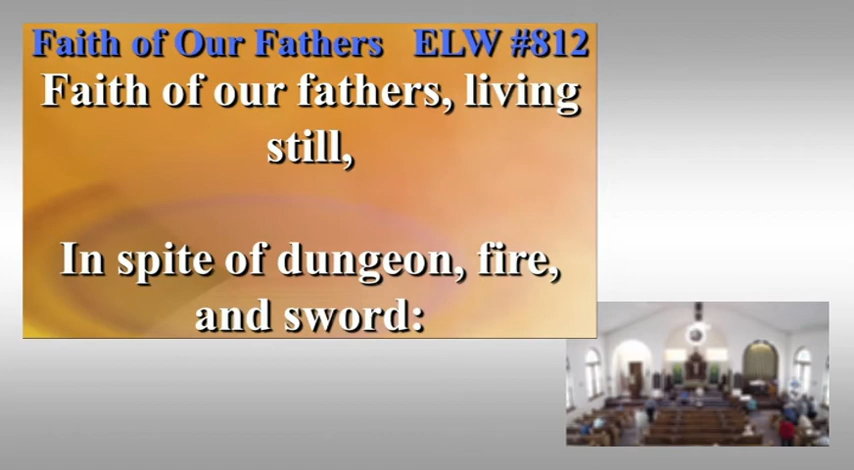 Faith of Our Fathers ELW #812
Faith of our fathers, living
still,
In spite of dungeon, fire,
and sword: